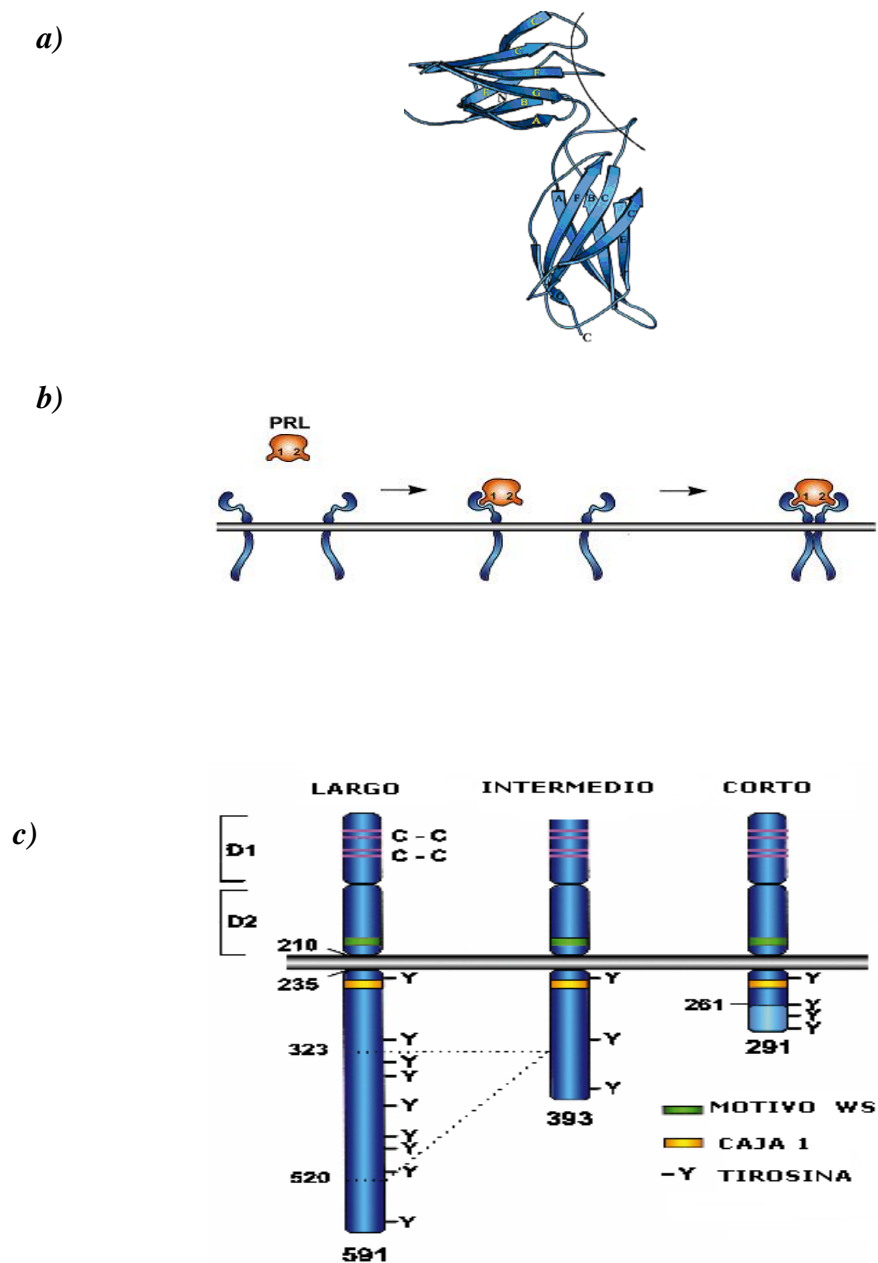 a)
C
C
F
E
N
G
B
A
A
F
B
C
C
E
G
C
b)
PRL
1 2
1 2
1 2
c)
LARGO
INTERMEDIO
CORTO
D1
C - C
C - C
D2
210
235
Y
Y
Y
261
Y
Y
Y
323
Y
Y
291
Y
Y
Y
Y
393
Y
Y
Y
520
Y
Y
591
MOTIVO WS
CAJA 1
-Y TIROSINA